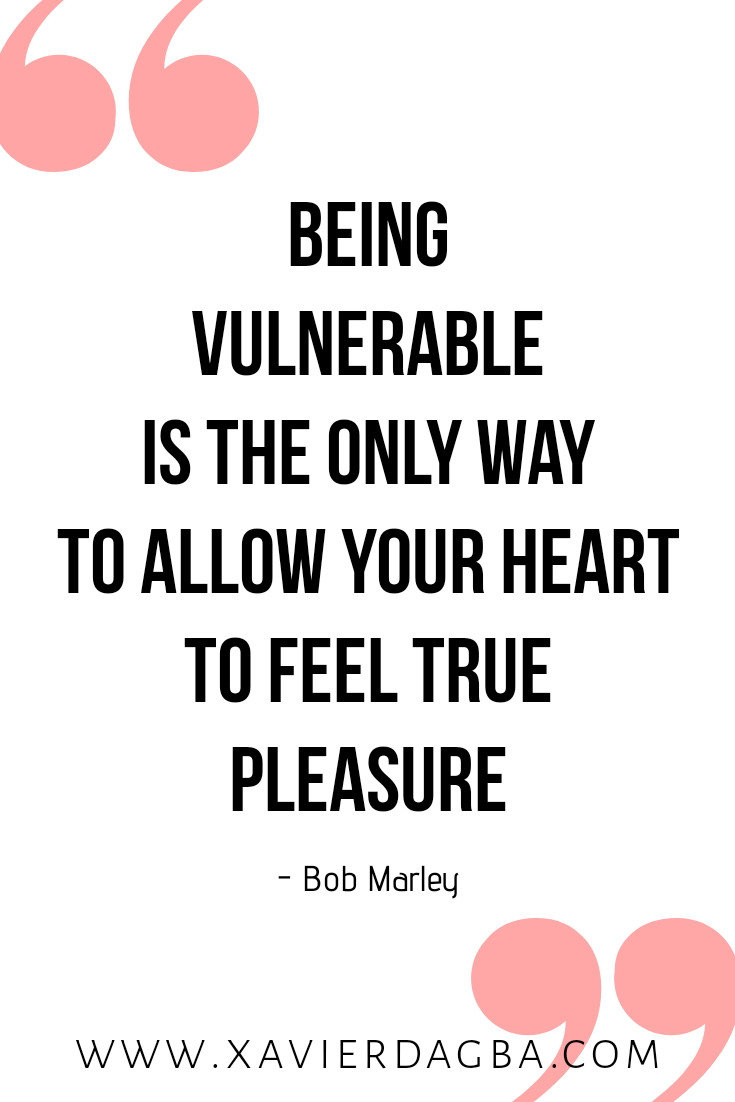 BEING
VULNERABLE
IS THE ONLY WAY
TO ALLOW YOUR HEART
TO FEEL TRUE
PLEASURE
- Bob Marley
WWW.XAVIERDAGBA.COM